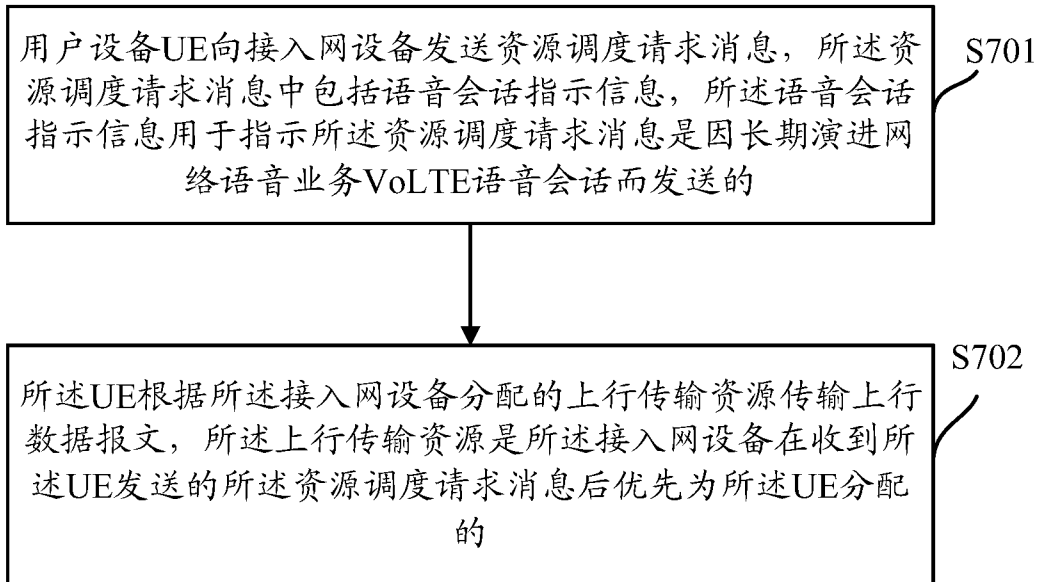 用户设备UE向接入网设备发送资源调度请求消息，所述资
源调度请求消息中包括语音会话指示信息，所述语音会话
指示信息用于指示所述资源调度请求消息是因长期演进网
络语音业务VoLTE语音会话而发送的
S701
所述UE根据所述接入网设备分配的上行传输资源传输上行
数据报文，所述上行传输资源是所述接入网设备在收到所
述UE发送的所述资源调度请求消息后优先为所述UE分配
的
S702